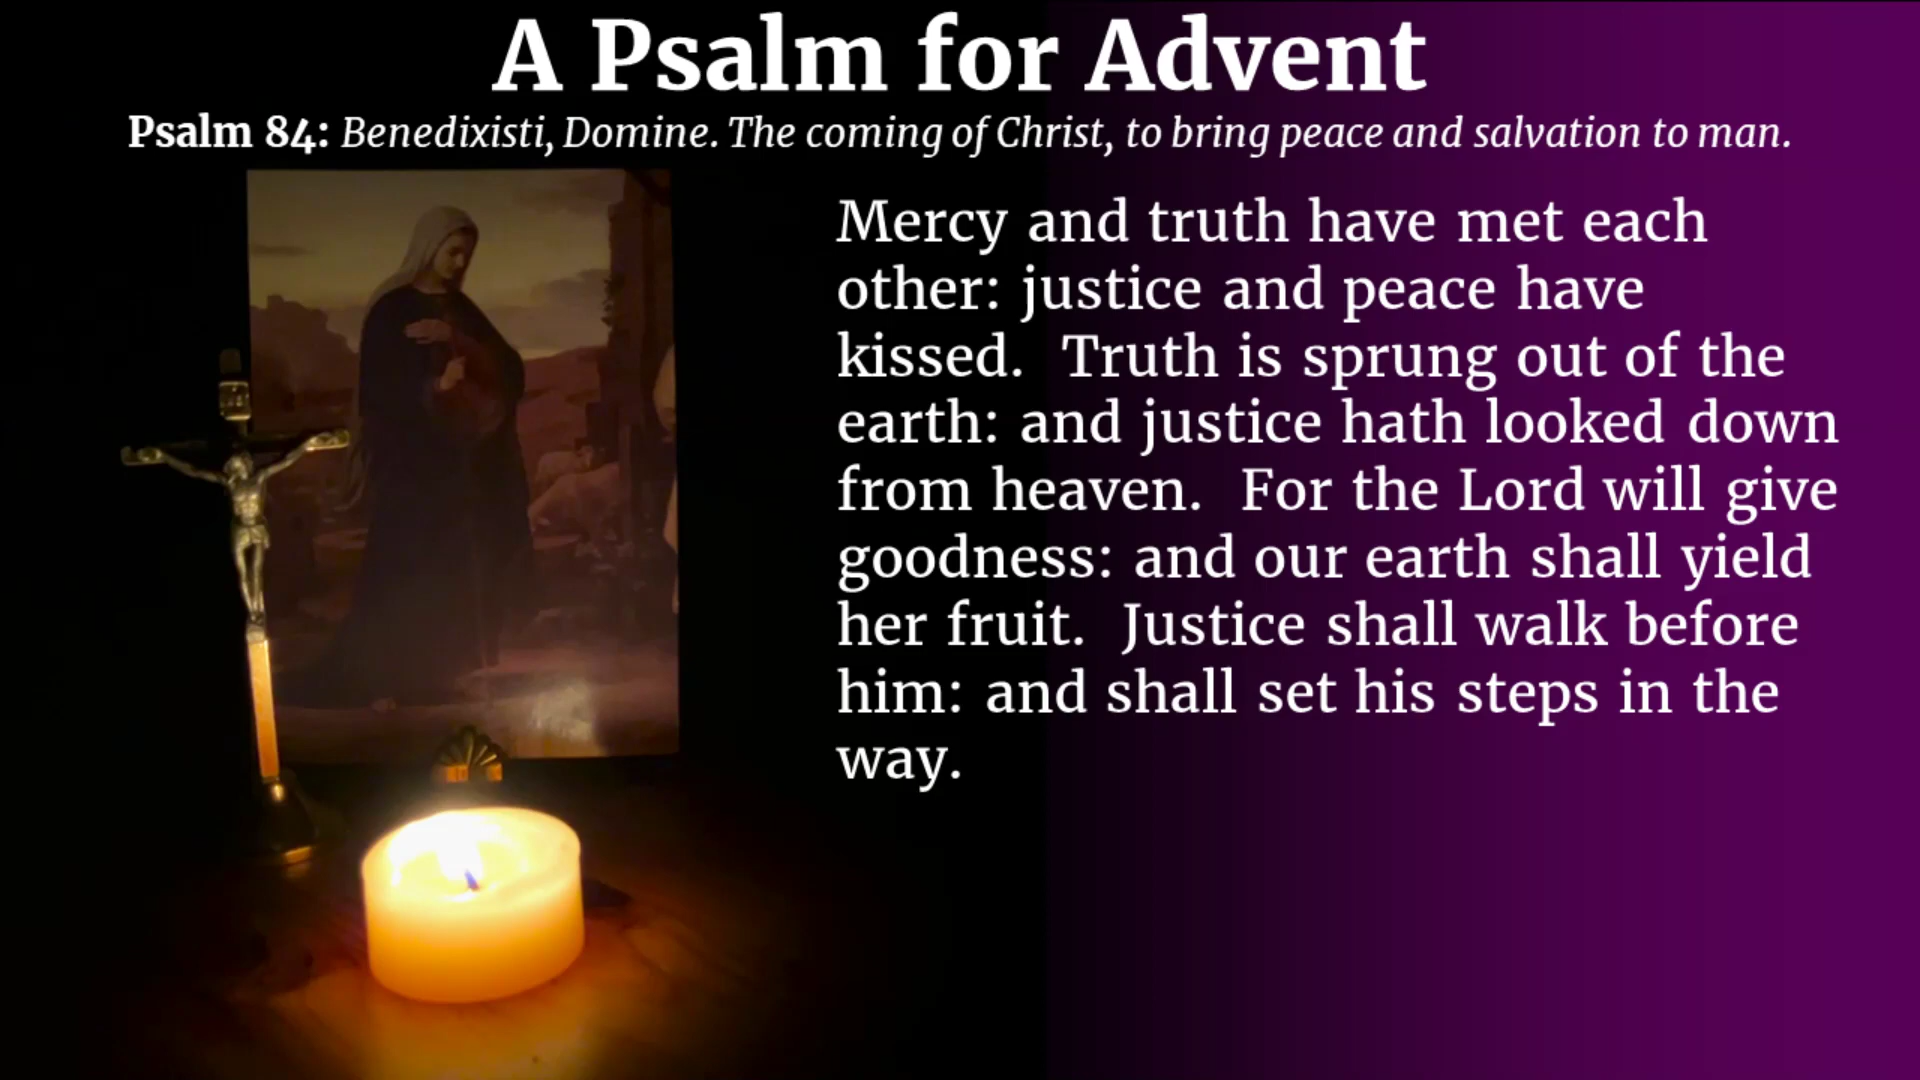 A Psalm for Advent
Psalm 84: Benedixisti, Domine. The coming of Christ, to bring peace and salvation to man.
Mercy and truth have met each
other: justice and peace have
kissed.  Truth is sprung out of the
earth: and justice hath looked down
from heaven.  For the Lord will give
goodness: and our earth shall yield
her fruit.  Justice shall walk before
him: and shall set his steps in the
way.